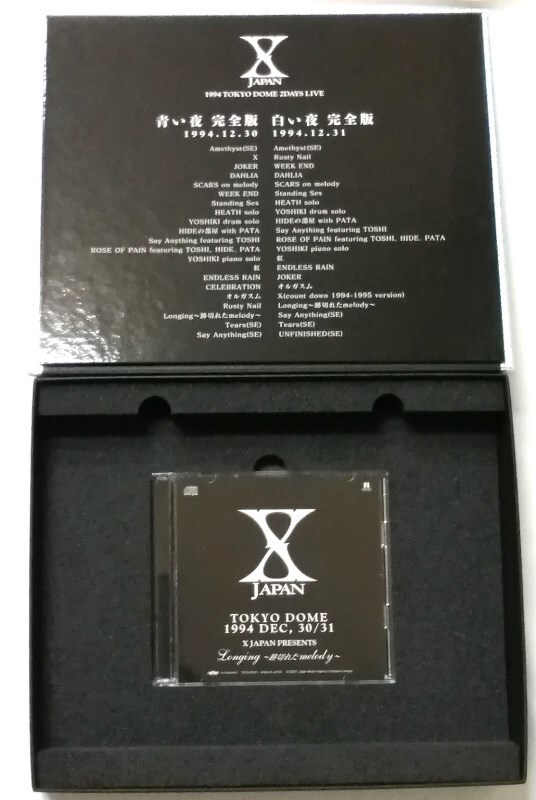 X
JAPAN
1994 TOKYO DOME 2DAYS LIVE
青い夜 完全版 白い夜 完全版
1994.12.30 1994.12.31
Amethyst(SE) Amethyst(SE)
X Rusty Nail
JOKER WEEK END
DAHLIA DAHLIA
SCARS on melody SCARS on melody
WEEK END Standing Sex
Standing Sex HEATH solo
HEATH solo YOSHIKI drum solo
YOSHIKI drum solo HIDEの部屋 with PATA
HIDEの部屋 with PATA Say Anything featuring TOSHI
Say Anything featuring TOSHI ROSE OF PAIN featuring TOSHI, HIDE, PATA
ROSE OF PAIN featuring TOSHI, HIDE, PATA YOSHIKI piano solo
YOSHIKI piano solo 紅
紅 ENDLESS RAIN
ENDLESS RAIN JOKER
CELEBRATION オルガスム
オルガスム X(count down 1994-1995 version)
Rusty Nail Longing〜跡切れたmelody〜
Longing〜跡切れたmelody〜 Say Anything(SE)
Tears(SE) Tears(SE)
Say Anything(SE) UNFINISHED(SE)
X
JAPAN
TOKYO DOME
1994 DEC, 30/31
X JAPAN PRESENTS
Longing 〜跡切れたmelody〜